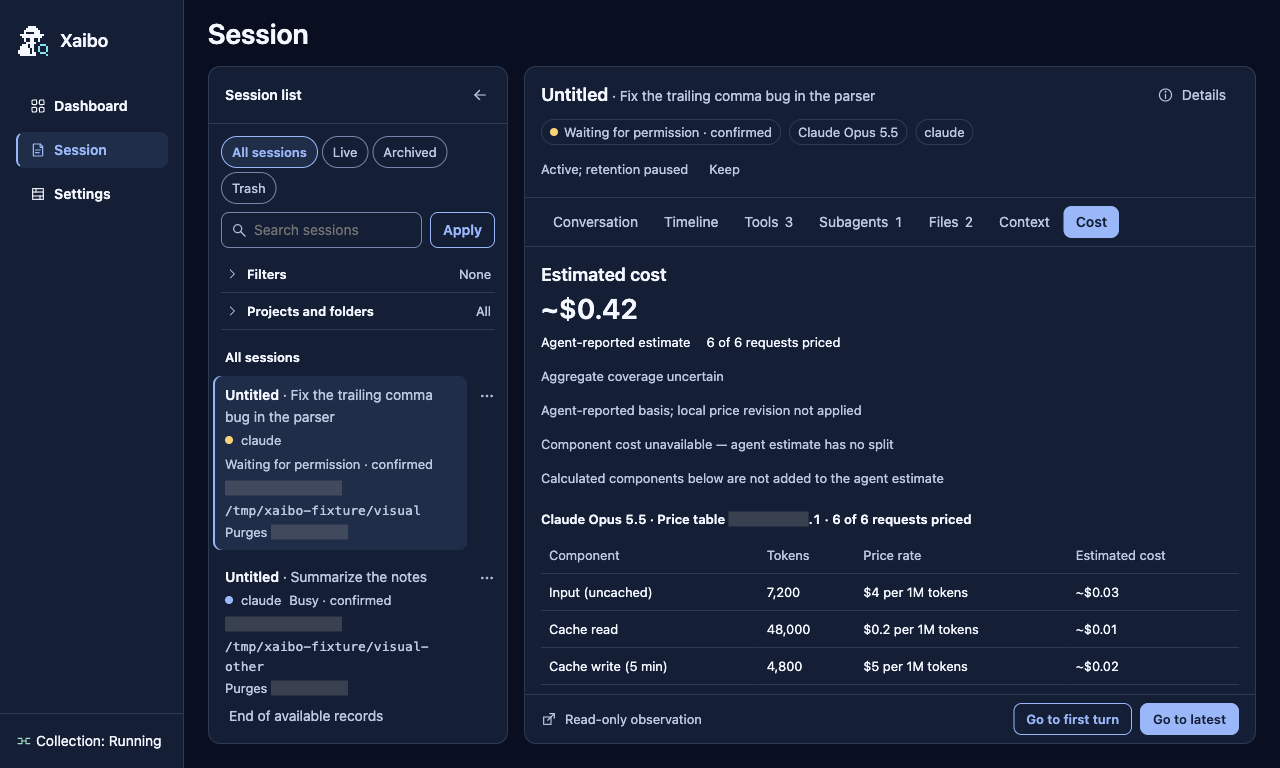 Xaibo
Dashboard
Session
Settings
Collection: Running
Session
Session list
All sessions
Live
Archived
Trash
Search sessions
Apply
Filters
None
Projects and folders
All
All sessions
Untitled · Fix the trailing comma
bug in the parser
claude
Waiting for permission · confirmed
/tmp/xaibo-fixture/visual
Purges
Untitled · Summarize the notes
claude Busy · confirmed
/tmp/xaibo-fixture/visual-
other
Purges
End of available records
Untitled · Fix the trailing comma bug in the parser
Details
Waiting for permission · confirmed
Claude Opus 5.5
claude
Active; retention paused
Keep
Conversation
Timeline
Tools 3
Subagents 1
Files 2
Context
Cost
Estimated cost
~$0.42
Agent-reported estimate 6 of 6 requests priced
Aggregate coverage uncertain
Agent-reported basis; local price revision not applied
Component cost unavailable — agent estimate has no split
Calculated components below are not added to the agent estimate
Claude Opus 5.5 · Price table .1 · 6 of 6 requests priced
Component Tokens Price rate Estimated cost
Input (uncached) 7,200 $4 per 1M tokens ~$0.03
Cache read 48,000 $0.2 per 1M tokens ~$0.01
Cache write (5 min) 4,800 $5 per 1M tokens ~$0.02
Read-only observation
Go to first turn
Go to latest